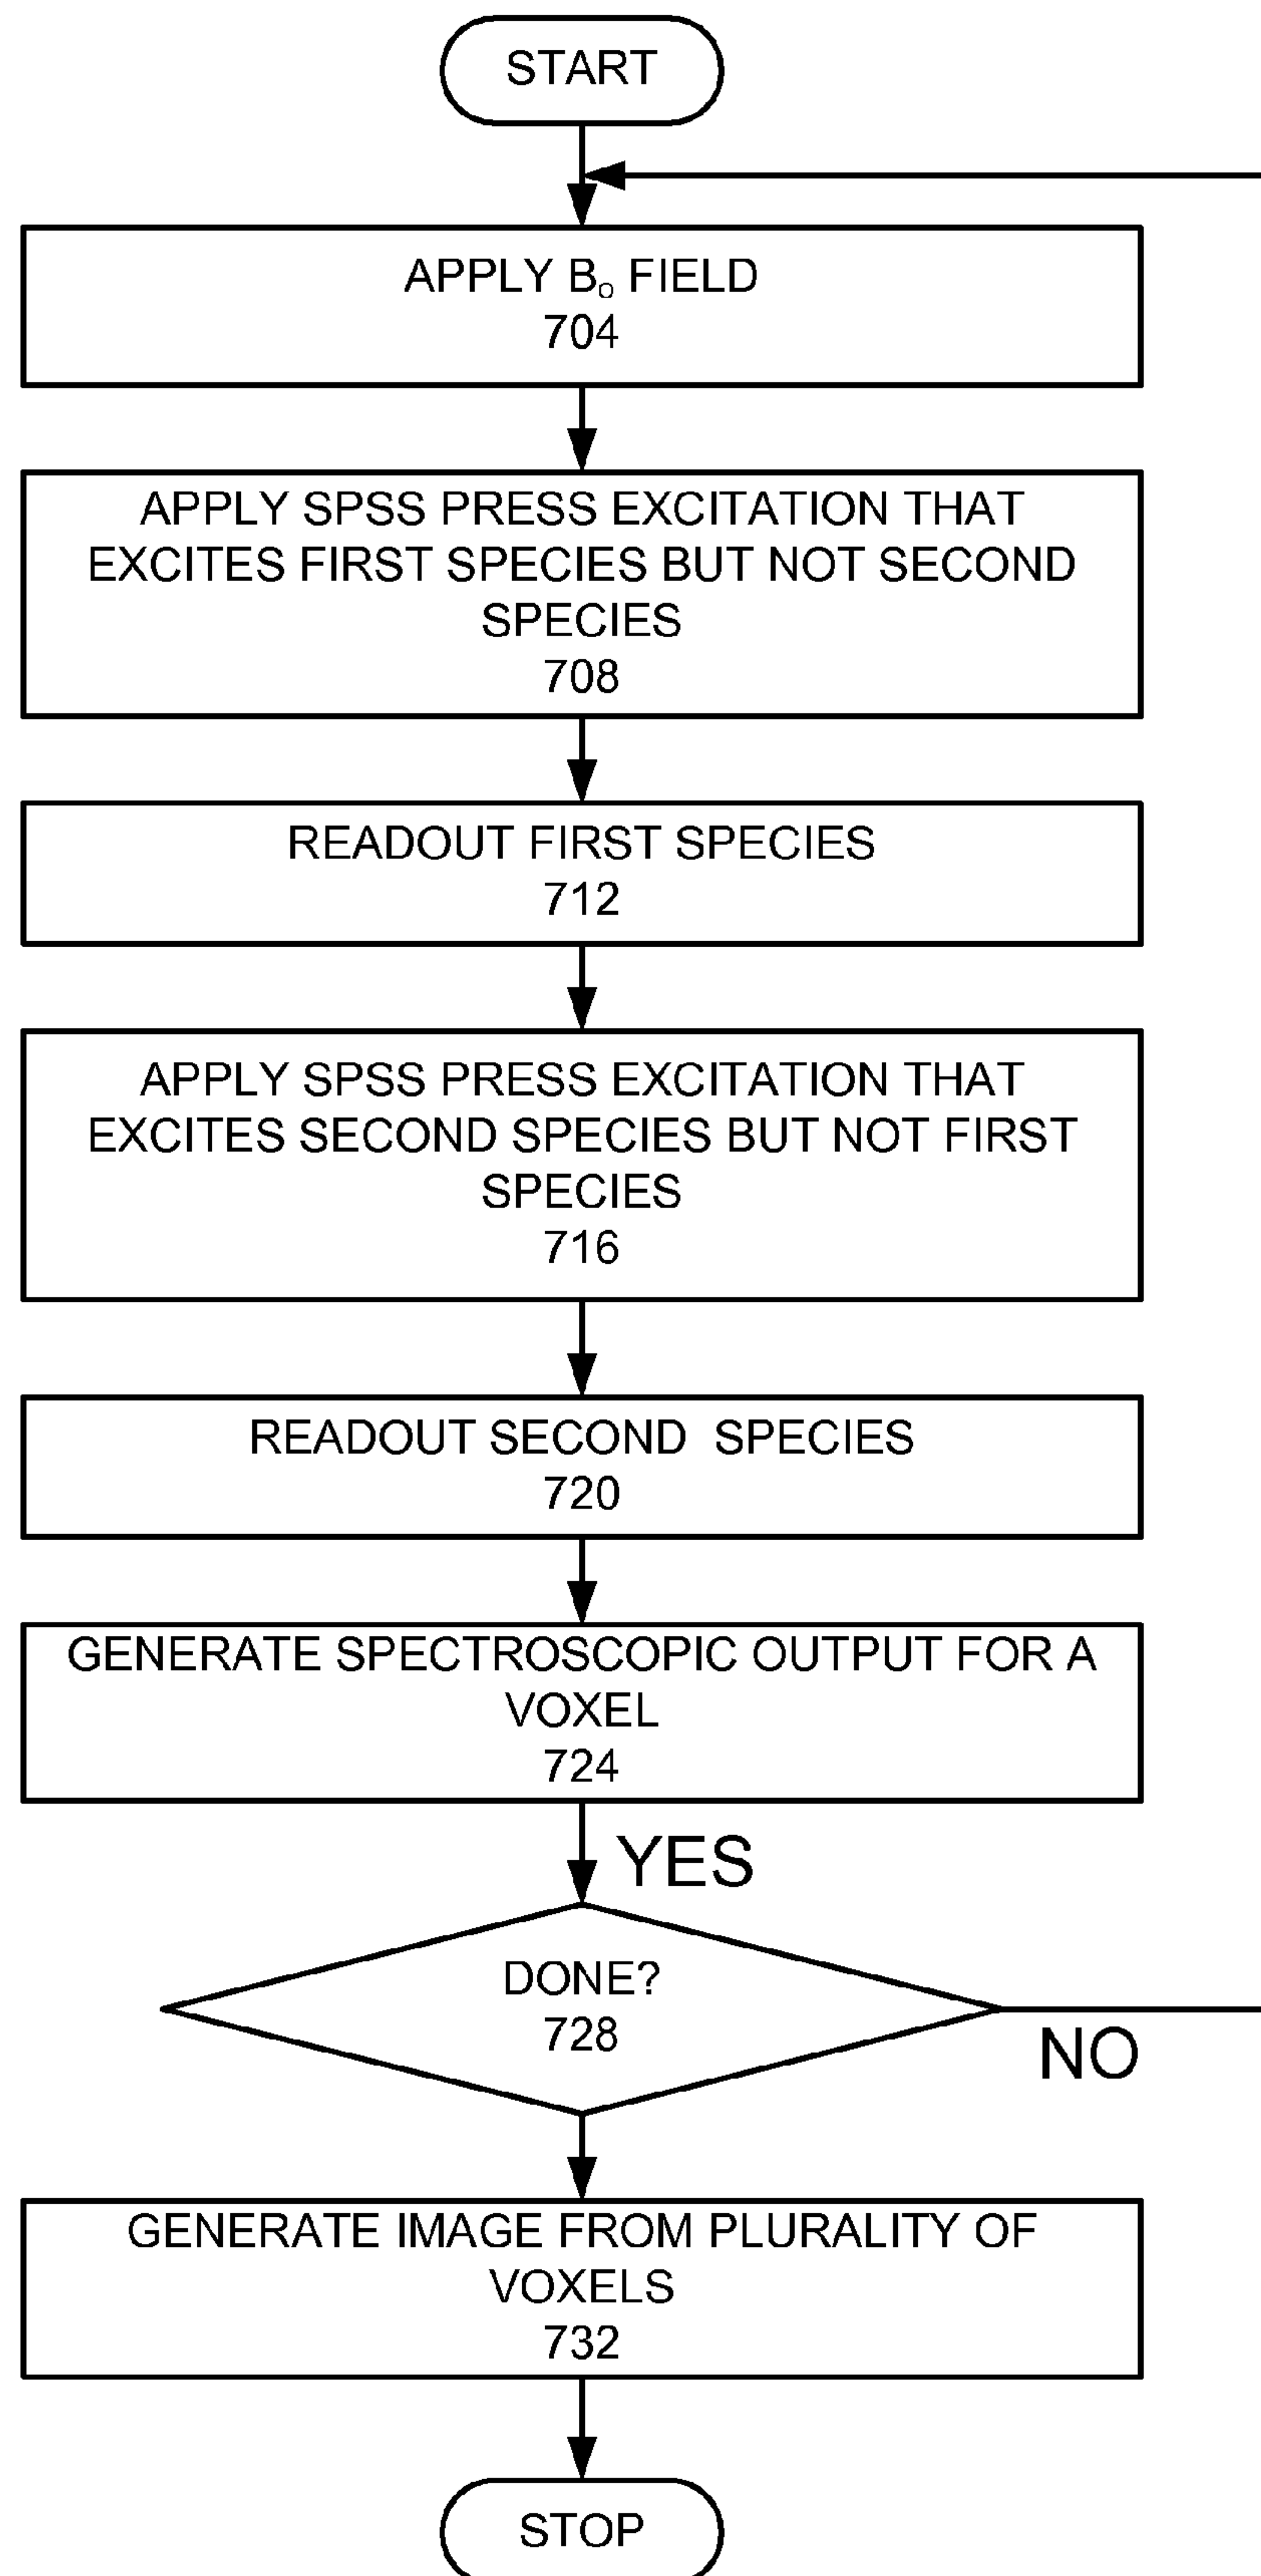 START
APPLY B₀ FIELD
704
APPLY SPSS PRESS EXCITATION THAT
EXCITES FIRST SPECIES BUT NOT SECOND
SPECIES
708
READOUT FIRST SPECIES
712
APPLY SPSS PRESS EXCITATION THAT
EXCITES SECOND SPECIES BUT NOT FIRST
SPECIES
716
READOUT SECOND SPECIES
720
GENERATE SPECTROSCOPIC OUTPUT FOR A
VOXEL
724
YES
DONE?
728
NO
GENERATE IMAGE FROM PLURALITY OF
VOXELS
732
STOP